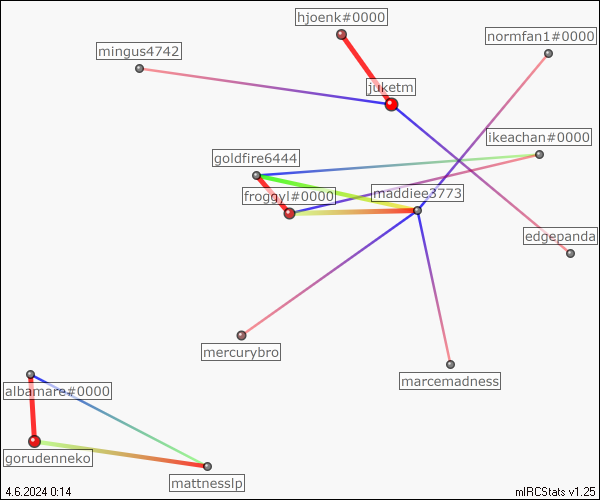 hjoenk#0000
normfan1#0000
mingus4742
juketm
ikeachan#0000
goldfire6444
froggyl#0000
maddiee3773
edgepanda
mercurybro
marcemadness
albamare#0000
gorudenneko
mattnesslp
4.6.2024 0:14
mIRCStats v1.25